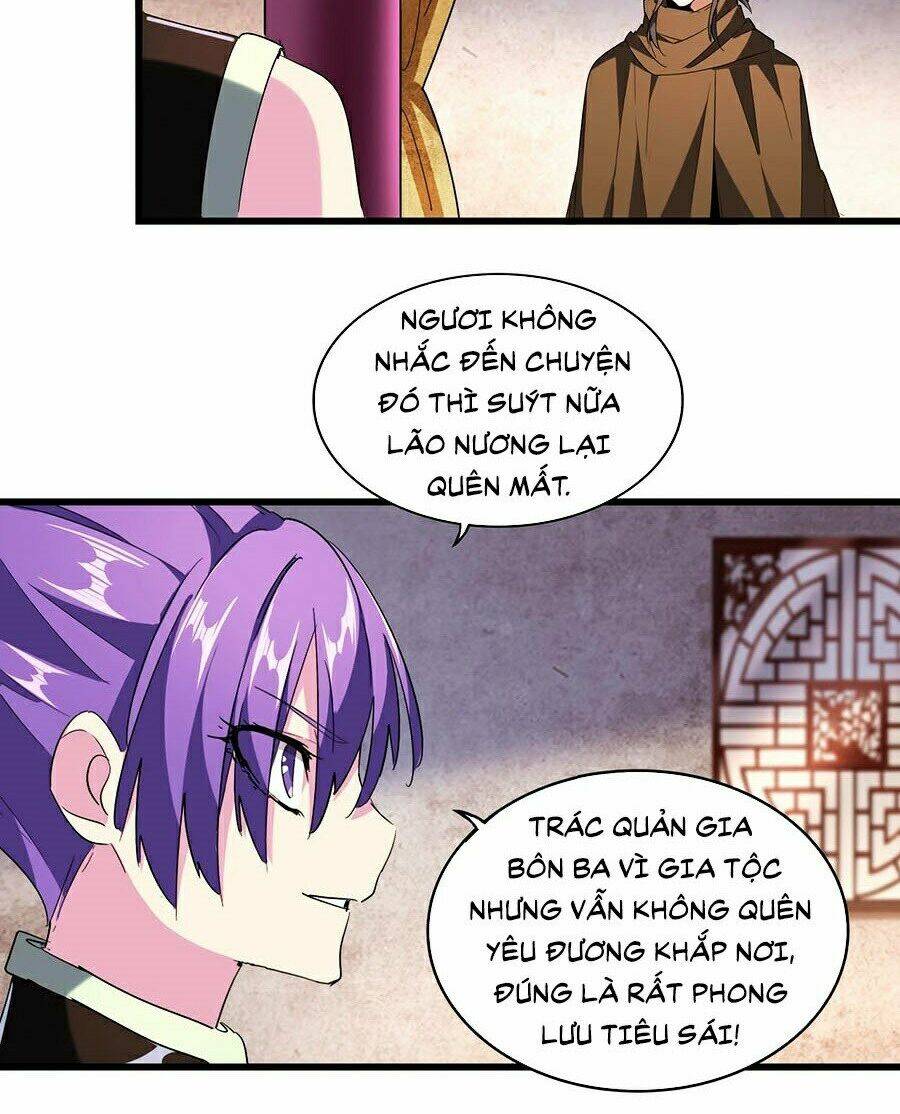 NGƯƠI KHÔNG
NHẮC ĐẾN CHUYỆN
ĐÓ THÌ SUÝT NỮA
LÃO NƯƠNG LẠI
QUÊN MẤT.
TRÁC QUẢN GIA
BÔN BA VÌ GIA TỘC
NHƯNG VẪN KHÔNG QUÊN
YÊU ĐƯƠNG KHẮP NƠI,
ĐÚNG LÀ RẤT PHONG
LƯU TIÊU SÁI!